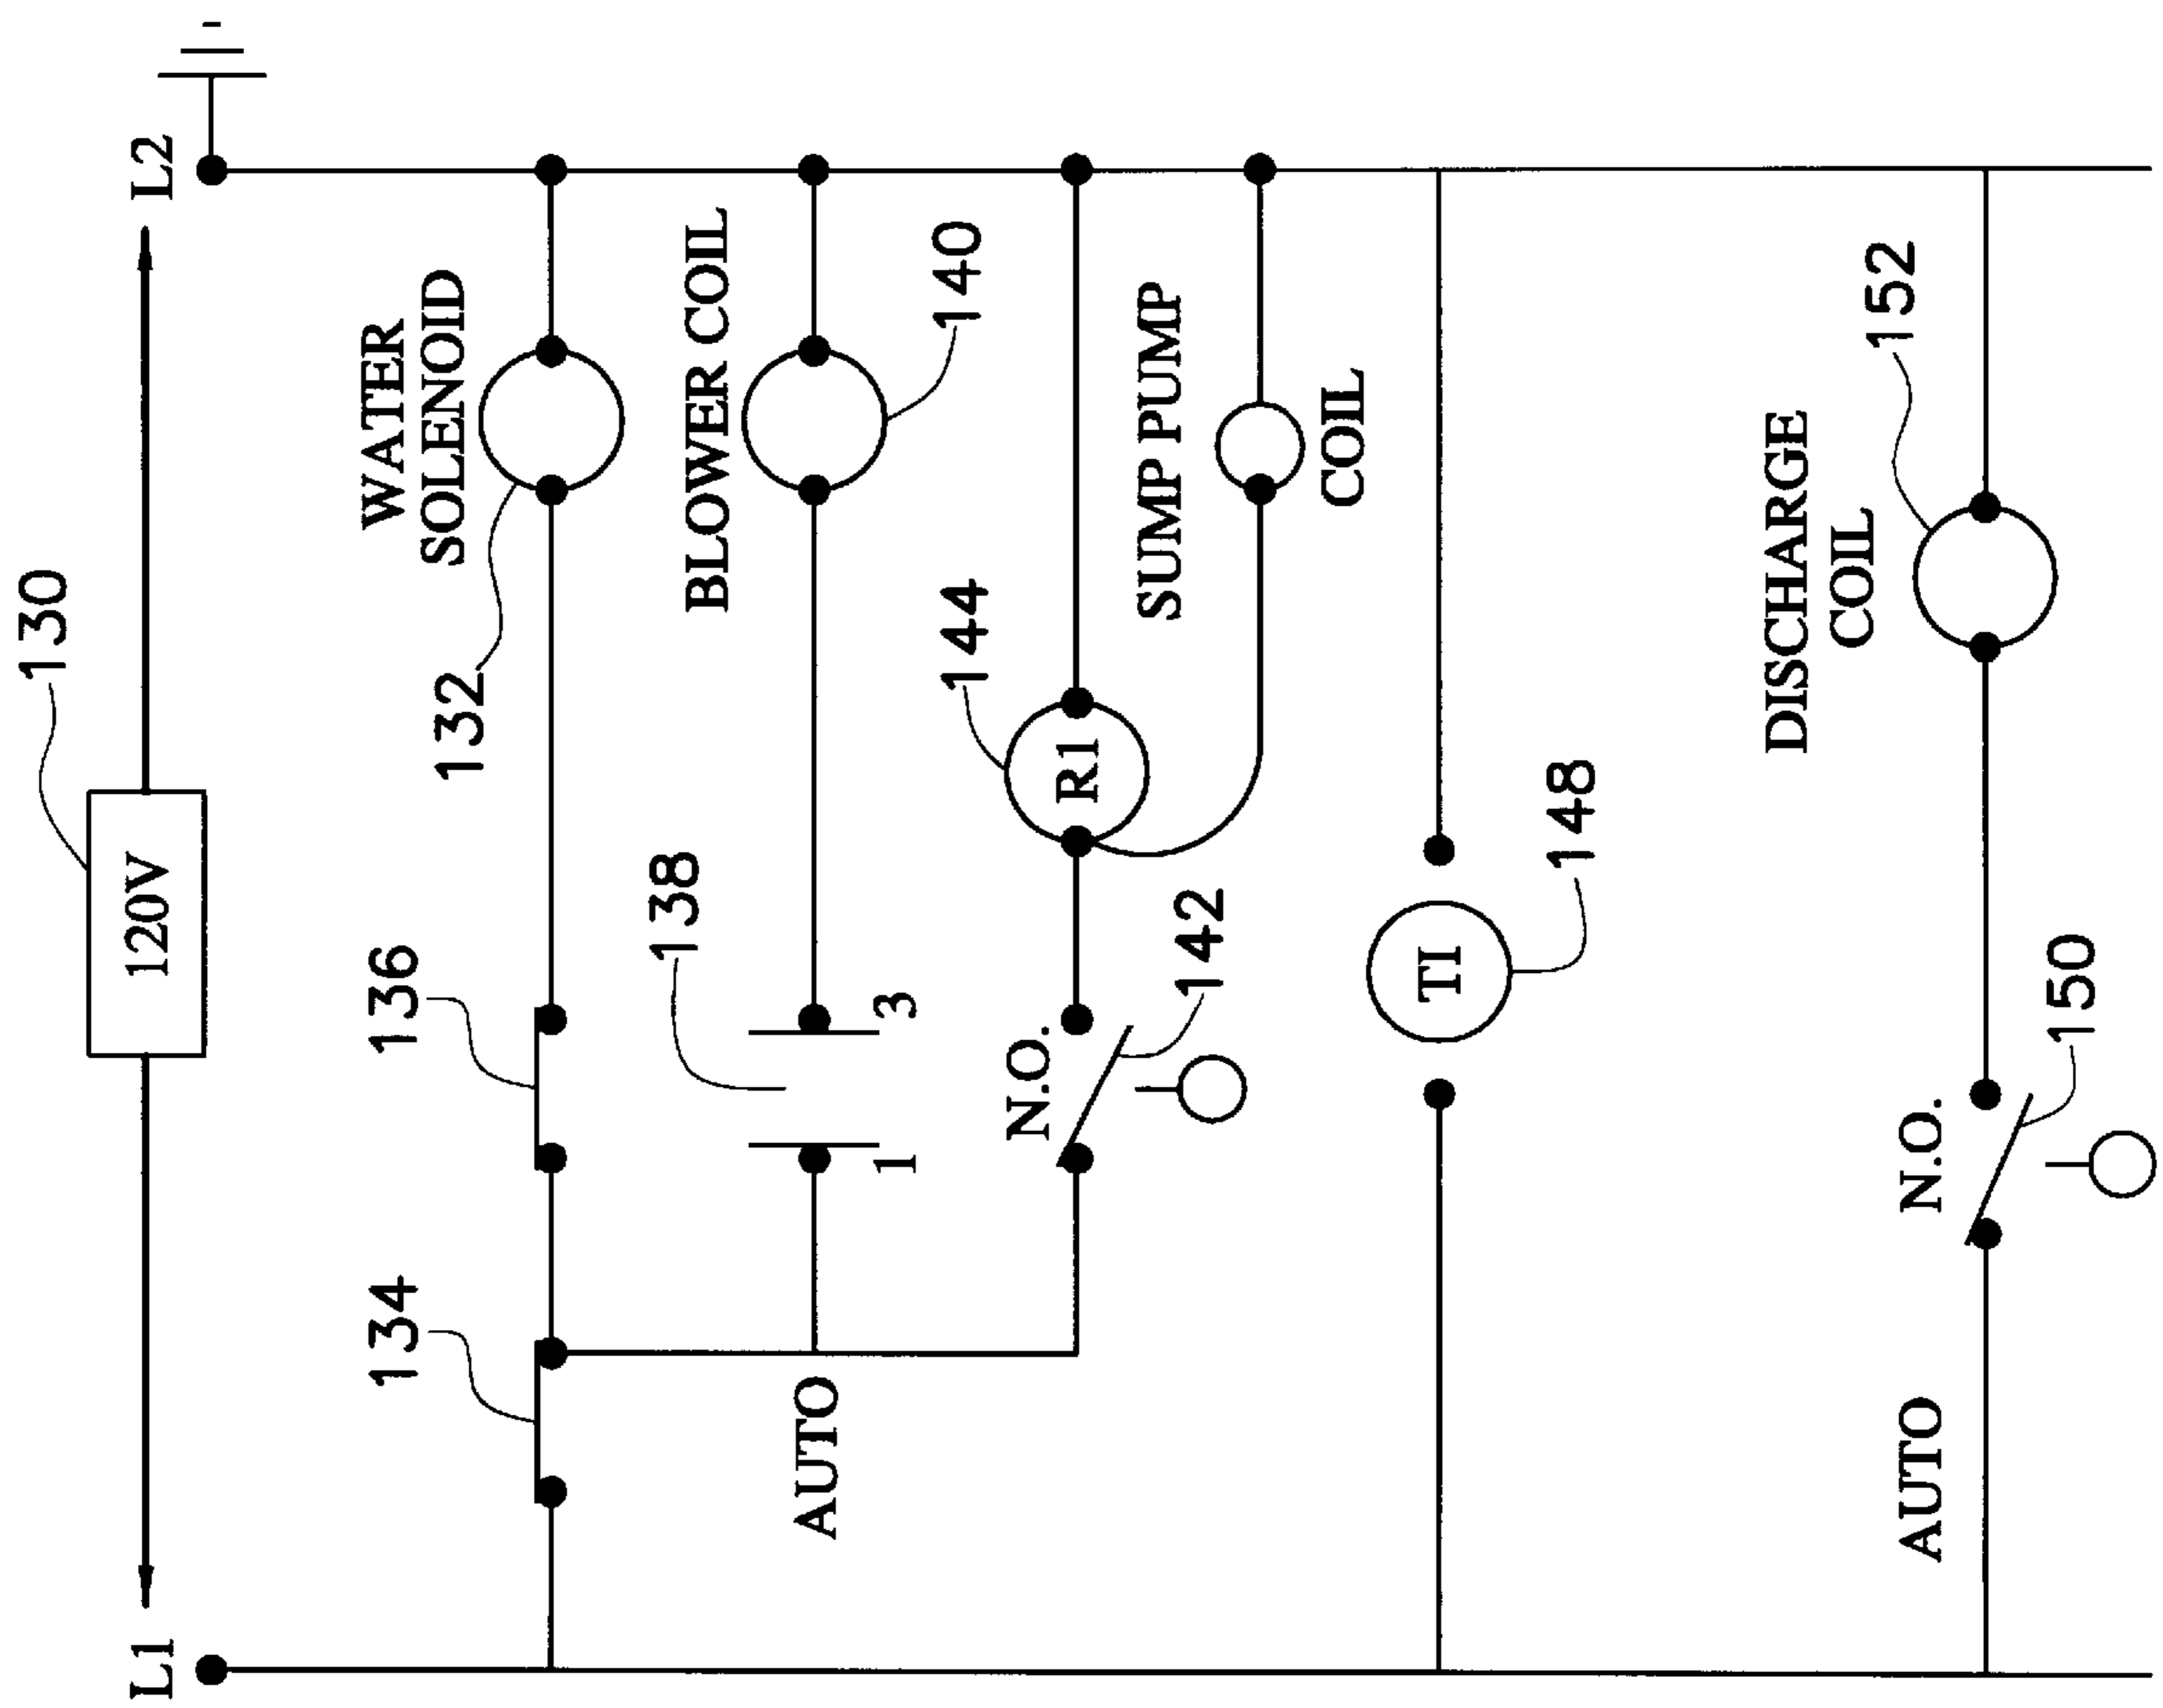 130
L1
120V
L2
WATER
SOLENOID
132
134
136
BLOWER COIL
138
140
1
3
AUTO
N.O.
142
144
R1
SUMP PUMP
COIL
TI
148
DISCHARGE
COIL
152
AUTO
N.O.
150